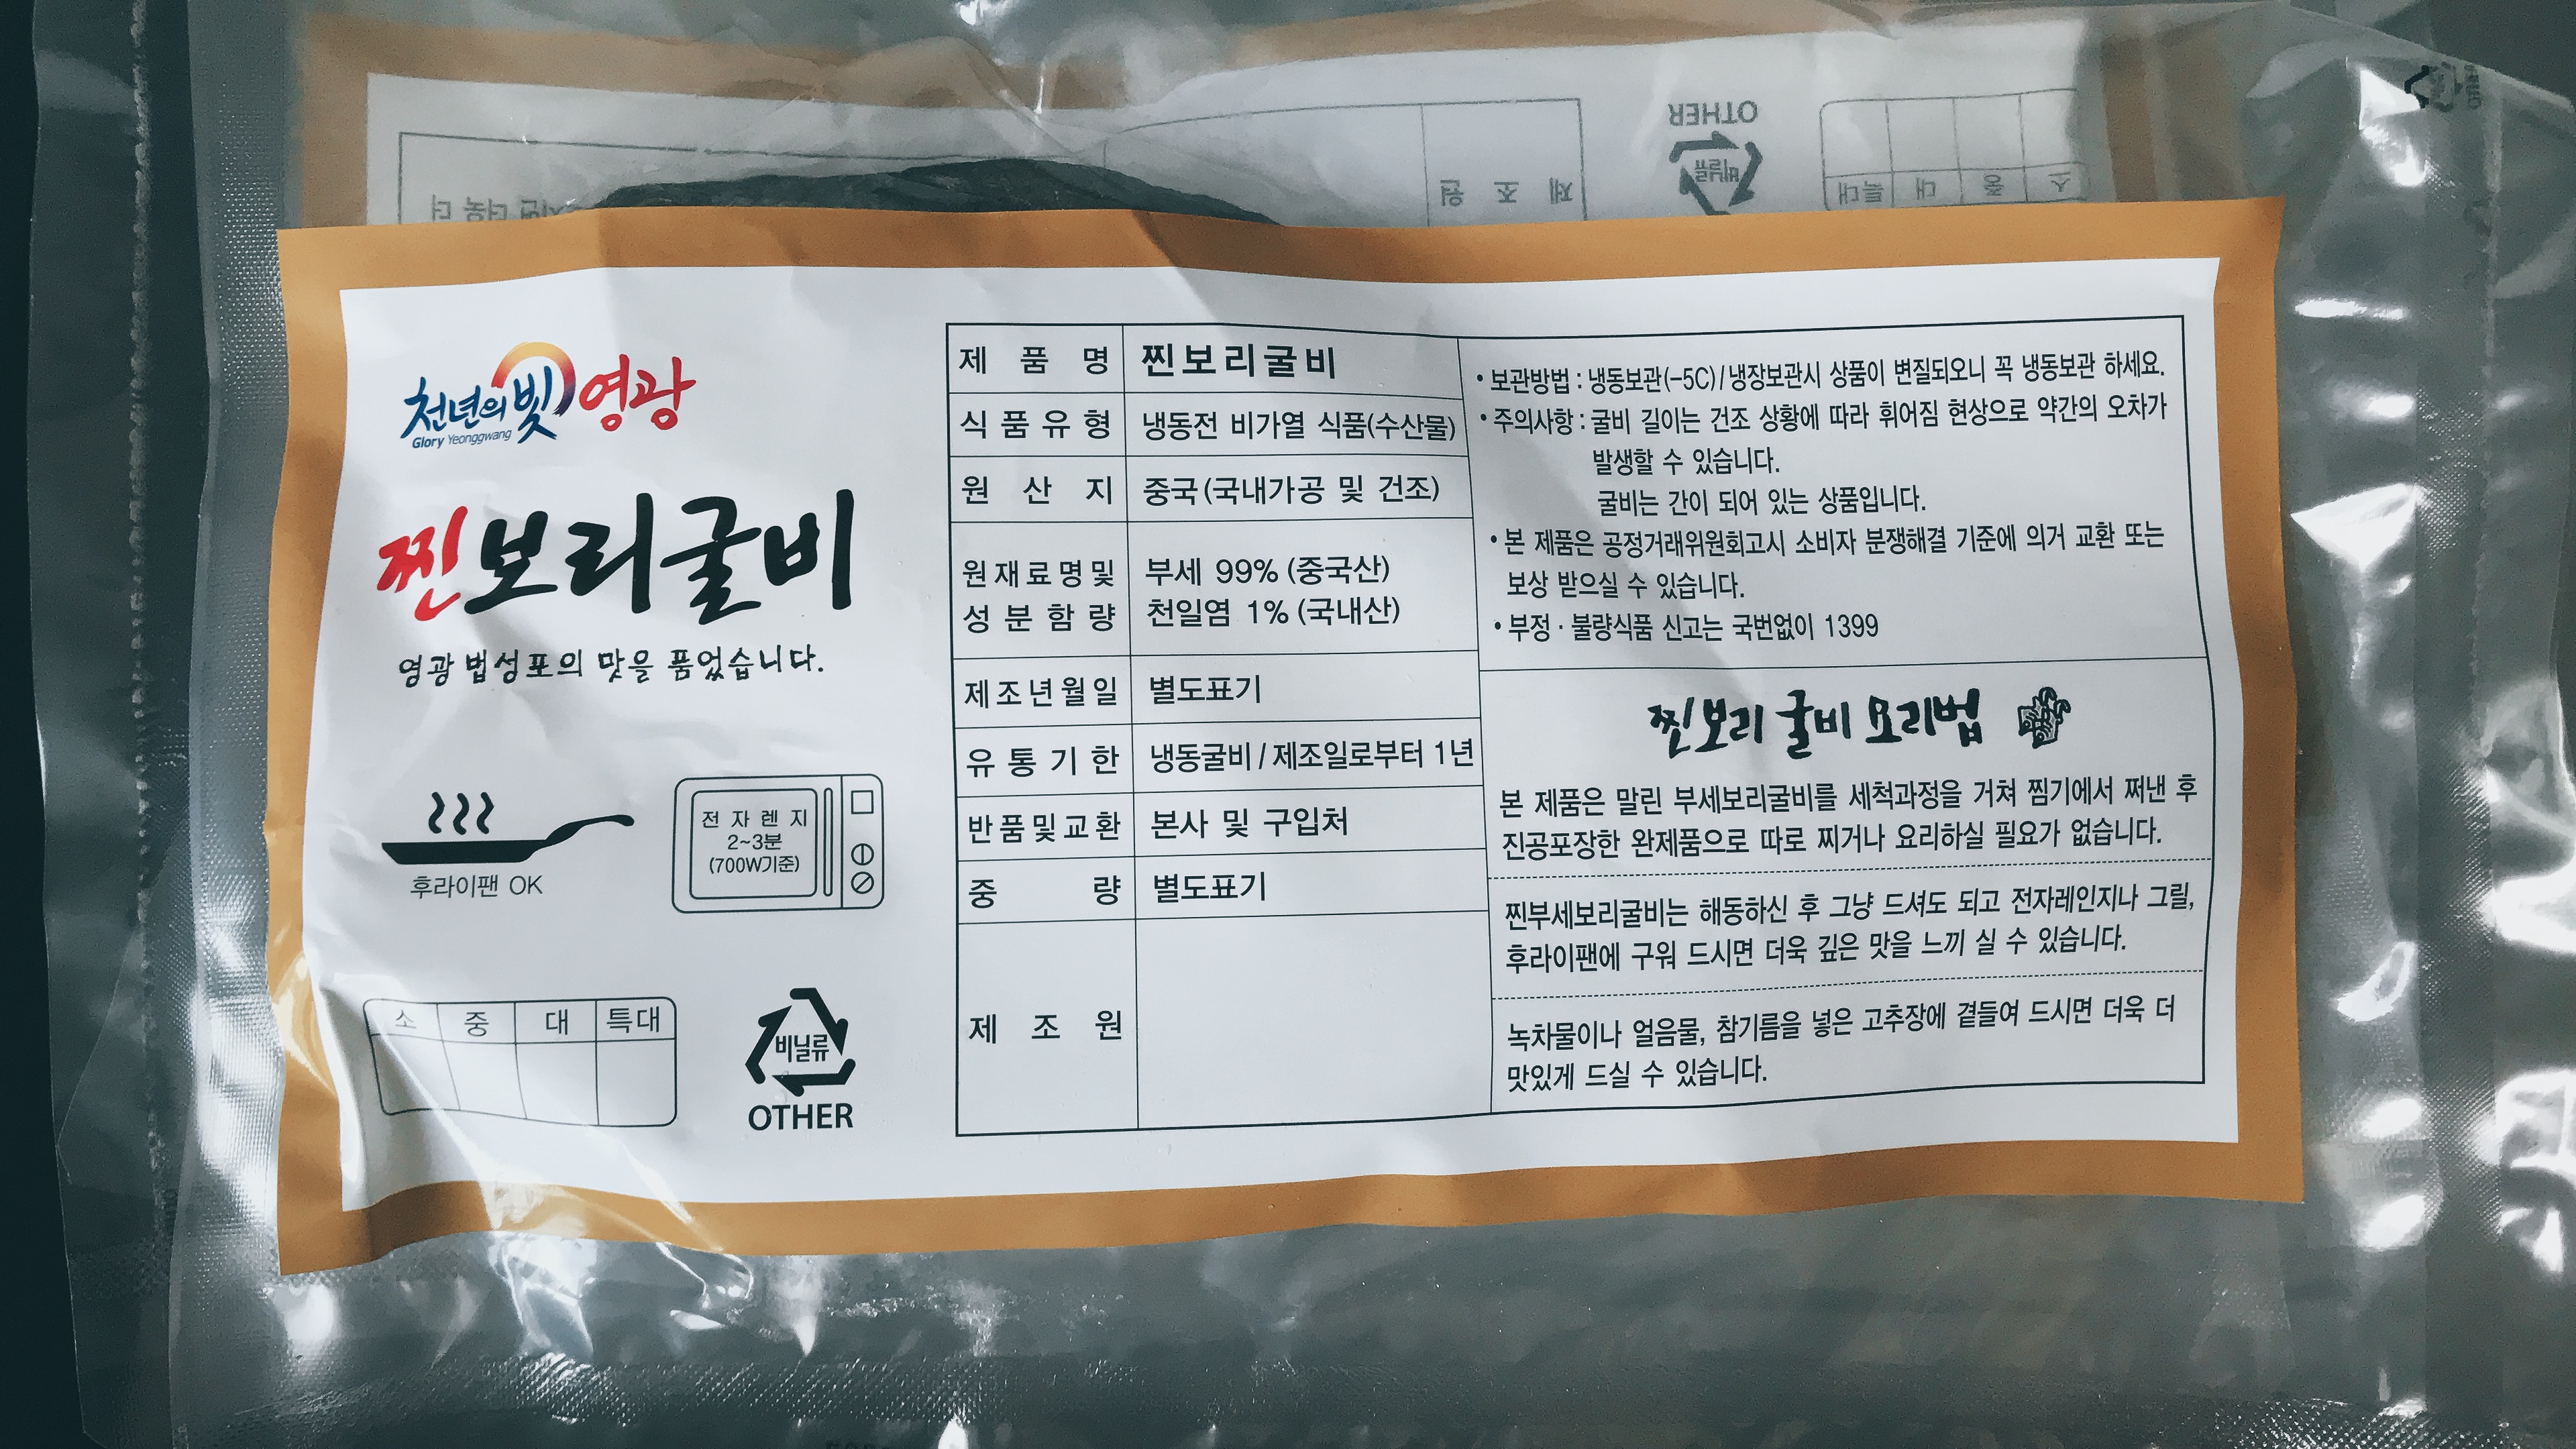 천년의 빛 영광
Glory Yeonggwang
찐보리굴비
영광 법성포의 맛을 품었습니다.
후라이팬 OK
전 자 렌 지
2~3분
(700W기준)
소 중 대 특대
비닐류
OTHER
제 품 명 찐보리굴비
식품유형 냉동전 비가열 식품(수산물)
원 산 지 중국(국내가공 및 건조)
원재료명및 부세 99% (중국산)
성분함량 천일염 1% (국내산)
제조년월일 별도표기
유통기한 냉동굴비 / 제조일로부터 1년
반품및교환 본사 및 구입처
중 량 별도표기
제 조 원
• 보관방법 : 냉동보관(-5C)/냉장보관시 상품이 변질되오니 꼭 냉동보관 하세요.
• 주의사항 : 굴비 길이는 건조 상황에 따라 휘어짐 현상으로 약간의 오차가
발생할 수 있습니다.
굴비는 간이 되어 있는 상품입니다.
• 본 제품은 공정거래위원회고시 소비자 분쟁해결 기준에 의거 교환 또는
보상 받으실 수 있습니다.
• 부정 · 불량식품 신고는 국번없이 1399
찐보리굴비 요리법
본 제품은 말린 부세보리굴비를 세척과정을 거쳐 찜기에서 쪄낸 후
진공포장한 완제품으로 따로 찌거나 요리하실 필요가 없습니다.
찐부세보리굴비는 해동하신 후 그냥 드셔도 되고 전자레인지나 그릴,
후라이팬에 구워 드시면 더욱 깊은 맛을 느끼 실 수 있습니다.
녹차물이나 얼음물, 참기름을 넣은 고추장에 곁들여 드시면 더욱 더
맛있게 드실 수 있습니다.
OTHER
비닐류
소 중 대 특대
제 조 원